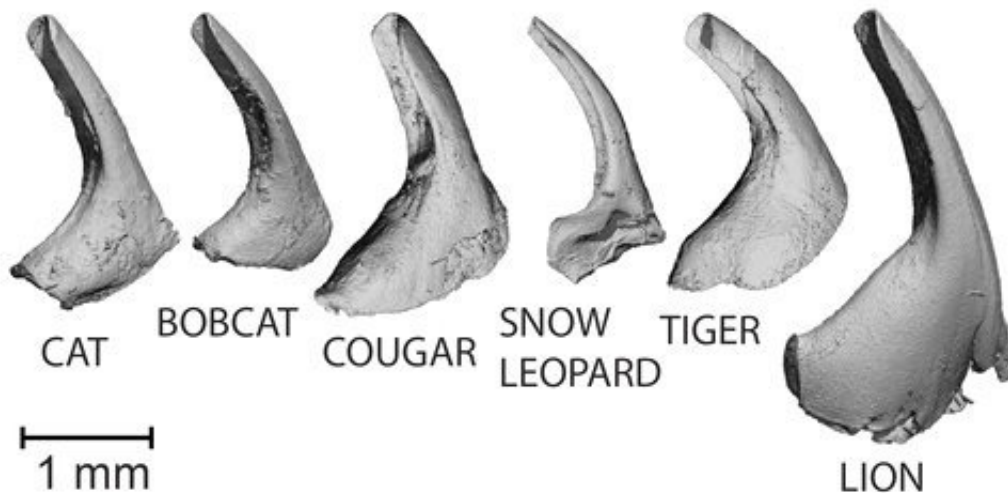 CAT
BOBCAT
COUGAR
SNOW
LEOPARD
TIGER
LION
1 mm